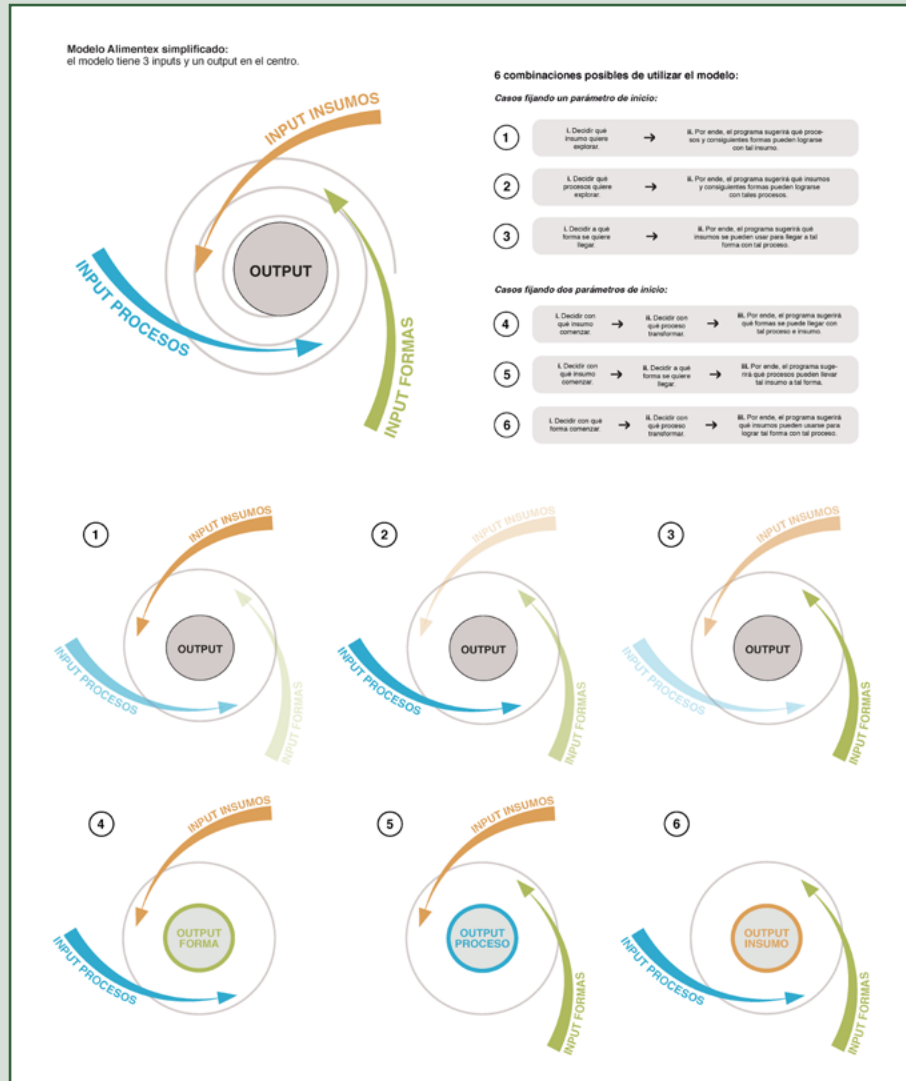 Modelo Alimentex simplificado:
el modelo tiene 3 inputs y un output en el centro.
INPUT INSUMOS
INPUT PROCESOS
INPUT FORMAS
OUTPUT
6 combinaciones posibles de utilizar el modelo:
Casos fijando un parámetro de inicio:
1
i. Decidir qué
insumo quiere
explorar.
ii. Por ende, el programa sugerirá qué proce-
sos y consiguientes formas pueden lograrse
con tal insumo.
2
i. Decidir qué
procesos quiere
explorar.
ii. Por ende, el programa sugerirá qué insumos
y consiguientes formas pueden lograrse
con tales procesos.
3
i. Decidir a qué
forma se quiere
llegar.
ii. Por ende, el programa sugerirá qué
insumos se pueden usar para llegar a tal
forma con tal proceso.
Casos fijando dos parámetros de inicio:
4
i. Decidir con
qué insumo
comenzar.
ii. Decidir con
qué proceso
transformar.
iii. Por ende, el programa sugerirá
qué formas se puede llegar con
tal proceso e insumo.
5
i. Decidir con
qué insumo
comenzar.
ii. Decidir a qué
forma se quiere
llegar.
iii. Por ende, el programa suge-
rirá qué procesos pueden llevar
tal insumo a tal forma.
6
i. Decidir con qué
forma comenzar.
ii. Decidir con
qué proceso
transformar.
iii. Por ende, el programa sugerirá
qué insumos pueden usarse para
lograr tal forma con tal proceso.
1
INPUT INSUMOS
INPUT PROCESOS
INPUT FORMAS
OUTPUT
2
INPUT INSUMOS
INPUT PROCESOS
INPUT FORMAS
OUTPUT
3
INPUT INSUMOS
INPUT PROCESOS
INPUT FORMAS
OUTPUT
4
INPUT INSUMOS
INPUT PROCESOS
OUTPUT
FORMA
5
INPUT INSUMOS
INPUT FORMAS
OUTPUT
PROCESO
6
INPUT PROCESOS
INPUT FORMAS
OUTPUT
INSUMO